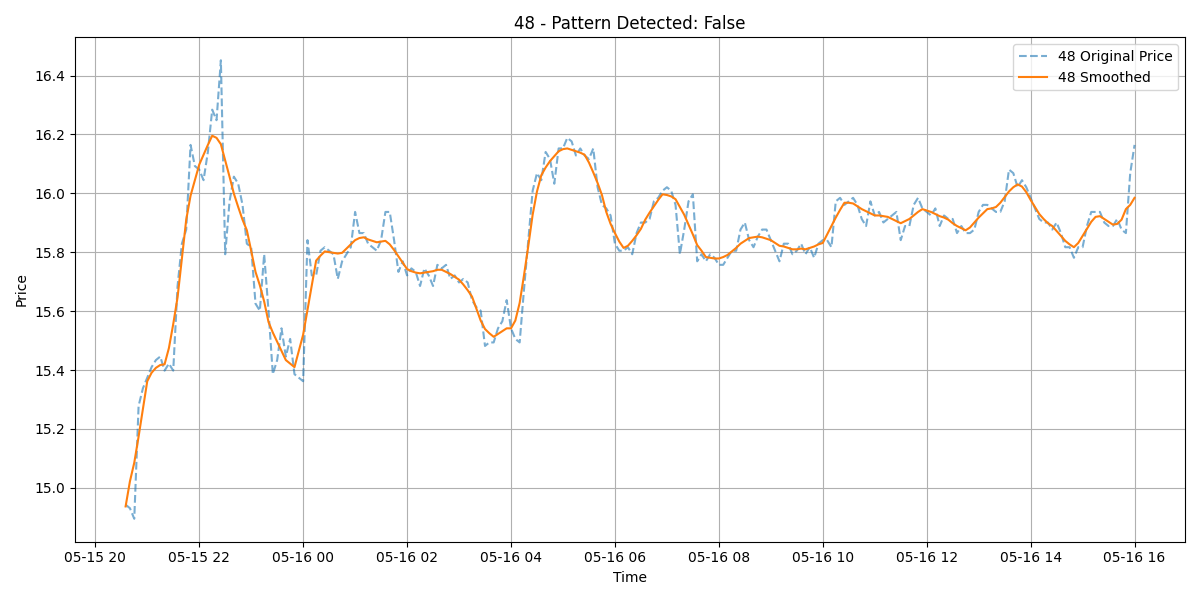 48 - Pattern Detected: False
48 Original Price
48 Smoothed
Price
16.4
16.2
16.0
15.8
15.6
15.4
15.2
15.0
05-15 20 05-15 22 05-16 00 05-16 02 05-16 04 05-16 06 05-16 08 05-16 10 05-16 12 05-16 14 05-16 16
Time